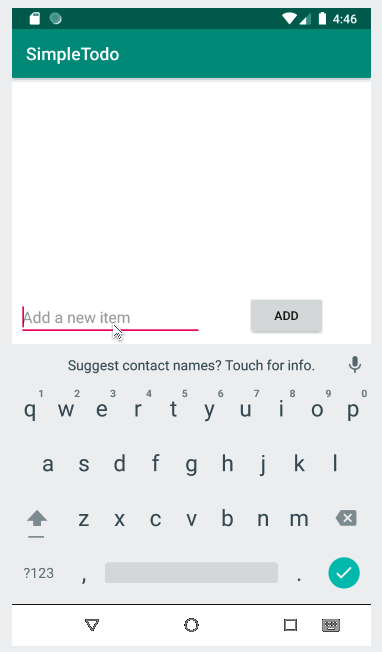 4:46
SimpleTodo
Add a new item
ADD
Suggest contact names? Touch for info.
1 2 3 4 5 6 7 8 9 0
q w e r t y u i o p
a s d f g h j k l
z x c v b n m
?123 , .